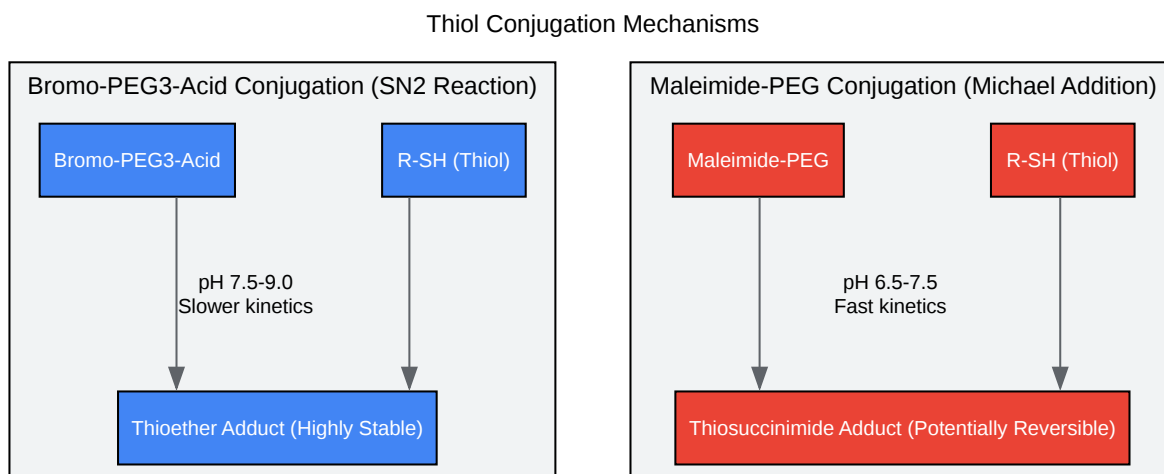 Thiol Conjugation Mechanisms
Bromo-PEG3-Acid Conjugation (SN2 Reaction)
Bromo-PEG3-Acid
R-SH (Thiol)
pH 7.5-9.0
Slower kinetics
Thioether Adduct (Highly Stable)
Maleimide-PEG Conjugation (Michael Addition)
Maleimide-PEG
R-SH (Thiol)
pH 6.5-7.5
Fast kinetics
Thiosuccinimide Adduct (Potentially Reversible)